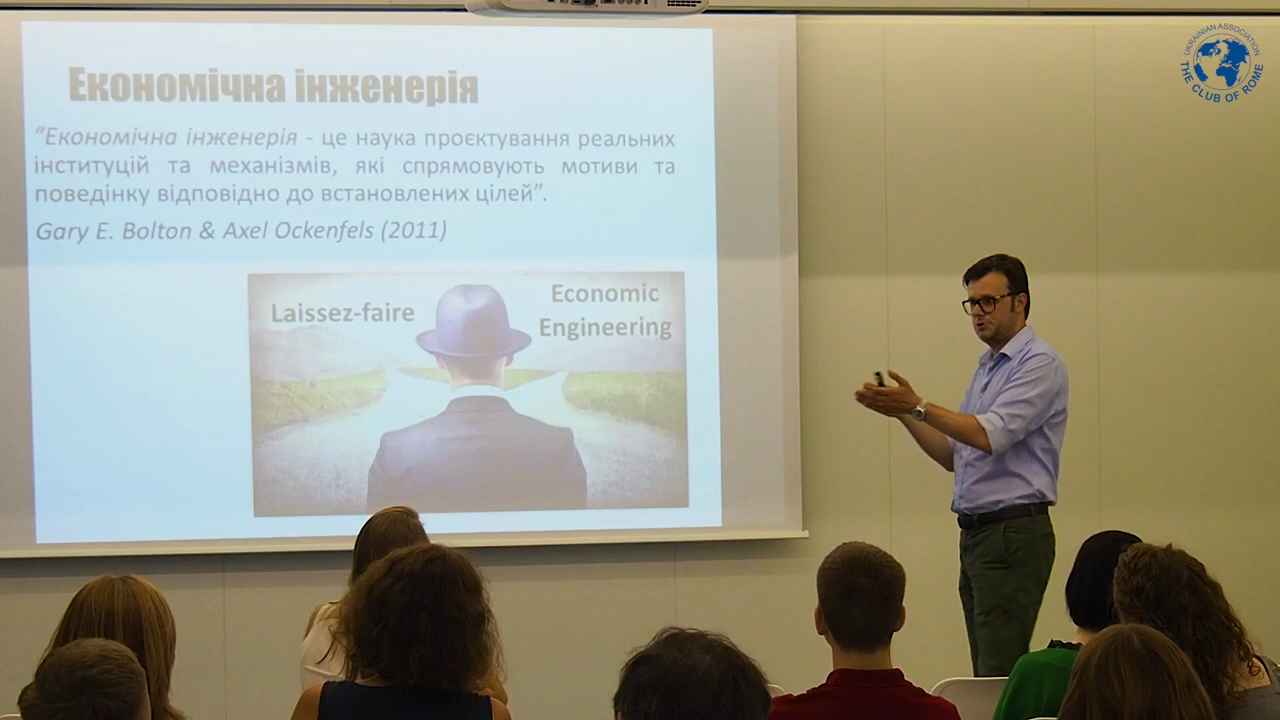 Економічна інженерія
“Економічна інженерія - це наука проєктування реальних
інституцій та механізмів, які спрямовують мотиви та
поведінку відповідно до встановлених цілей”.
Gary E. Bolton & Axel Ockenfels (2011)
Laissez-faire
Economic
Engineering
UKRAINIAN ASSOCIATION
THE CLUB OF ROME